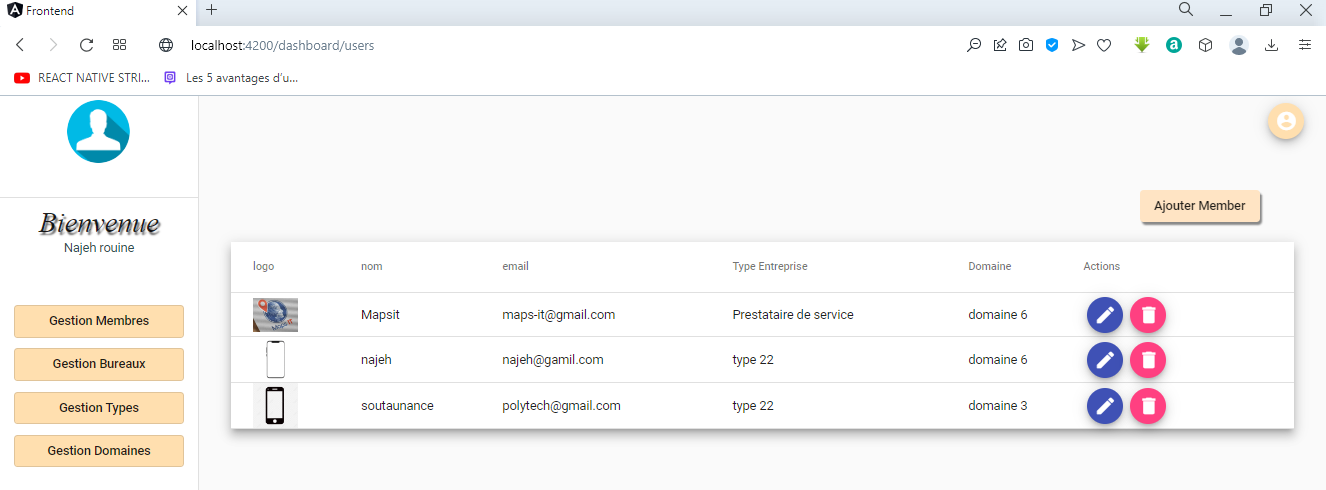 Frontend
localhost:4200/dashboard/users
REACT NATIVE STRI... Les 5 avantages d'u...
Bienvenue
Najeh rouine
Gestion Membres
Gestion Bureaux
Gestion Types
Gestion Domaines
Ajouter Member
logo nom email Type Entreprise Domaine Actions
Mapsit maps-it@gmail.com Prestataire de service domaine 6
najeh najeh@gamil.com type 22 domaine 6
soutaunance polytech@gmail.com type 22 domaine 3